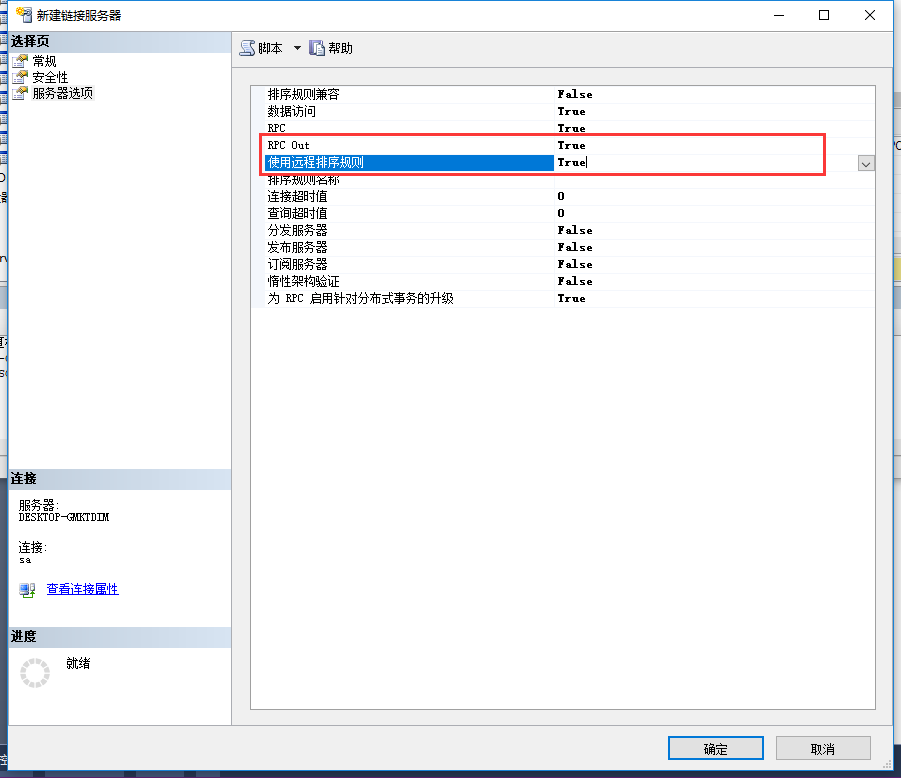 新建链接服务器
选择页
常规
安全性
服务器选项
脚本 帮助
排序规则兼容 False
数据访问 True
RPC True
RPC Out True
使用远程排序规则 True
排序规则名称
连接超时值 0
查询超时值 0
分发服务器 False
发布服务器 False
订阅服务器 False
惰性架构验证 False
为 RPC 启用针对分布式事务的升级 True
连接
服务器:
DESKTOP-GMKTDIM
连接:
sa
查看连接属性
进度
就绪
确定 取消